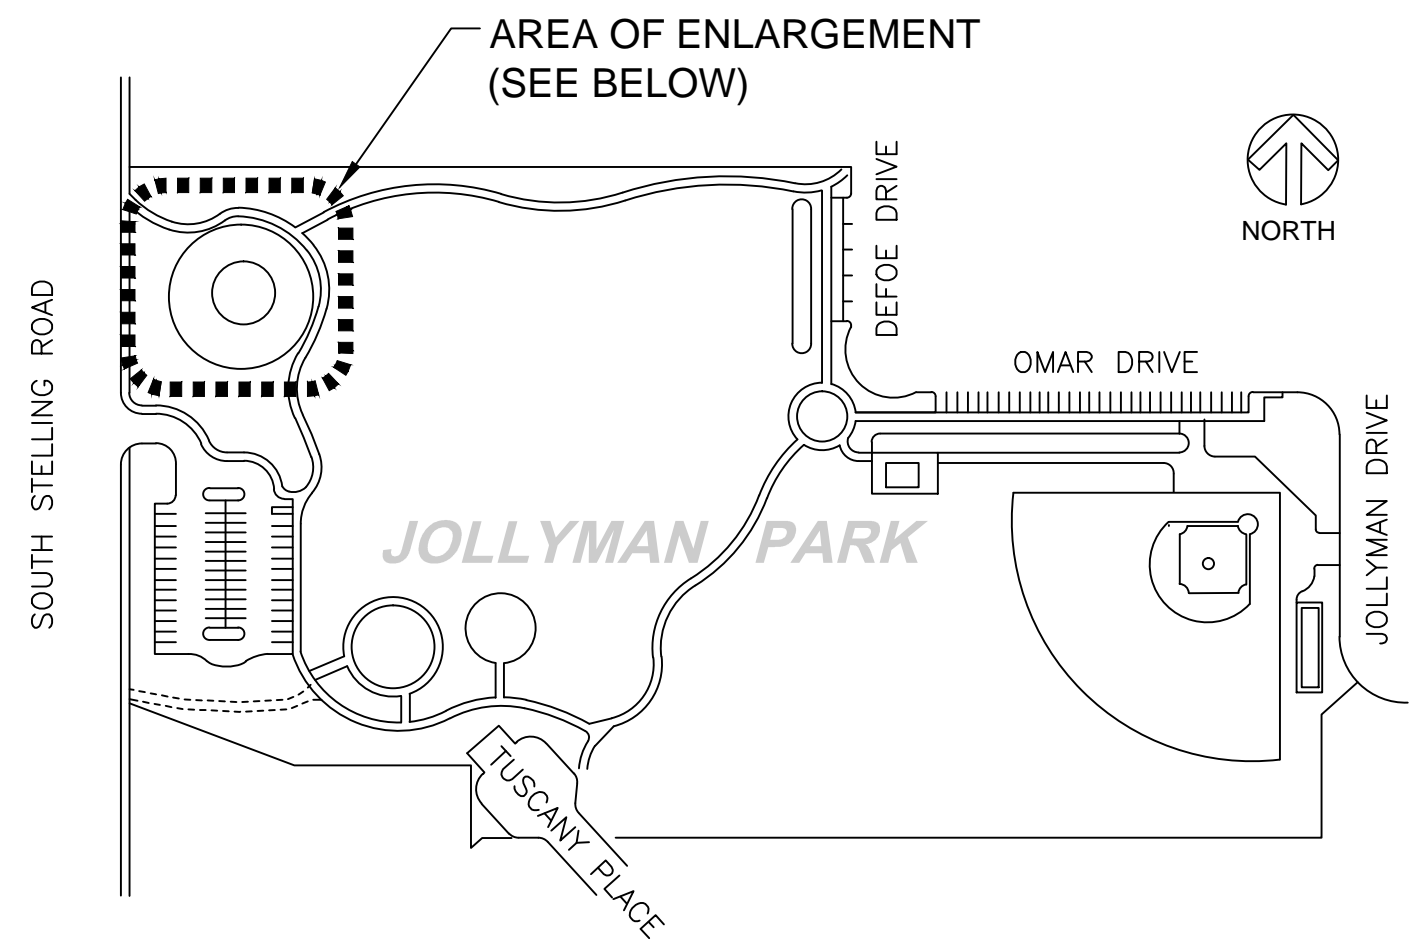 AREA OF ENLARGEMENT
(SEE BELOW)
NORTH
DEFOE DRIVE
OMAR DRIVE
SOUTH STELLING ROAD
JOLLYMAN DRIVE
JOLLYMAN PARK
TUSCANY PLACE